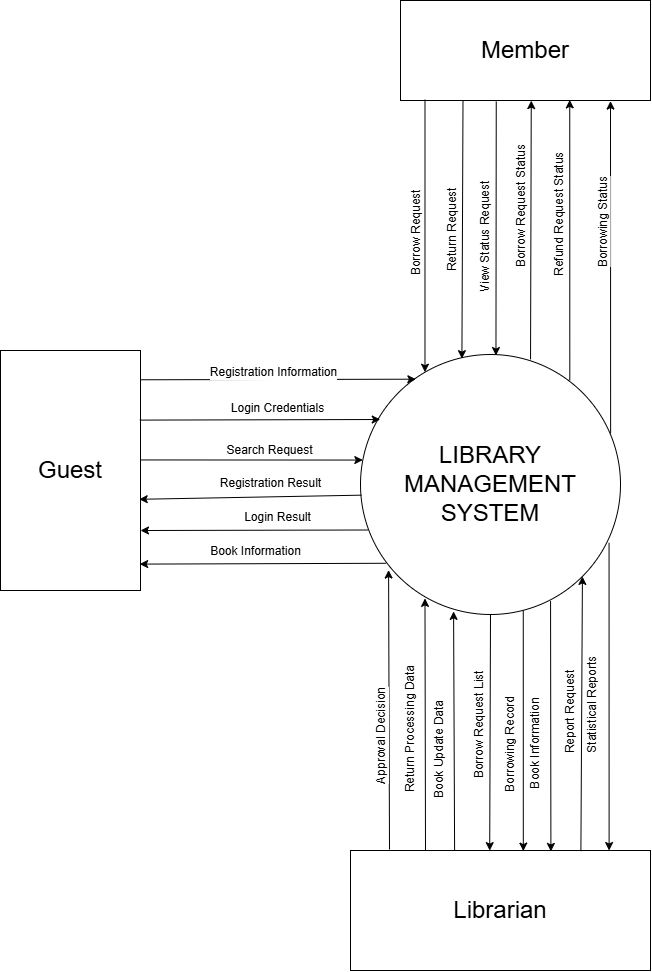 Member
Borrow Request
Return Request
View Status Request
Borrow Request Status
Refund Request Status
Borrowing Status
Registration Information
Login Credentials
Search Request
Registration Result
Login Result
Book Information
Guest
LIBRARY
MANAGEMENT
SYSTEM
Approval Decision
Return Processing Data
Book Update Data
Borrow Request List
Borrowing Record
Book Information
Report Request
Statistical Reports
Librarian